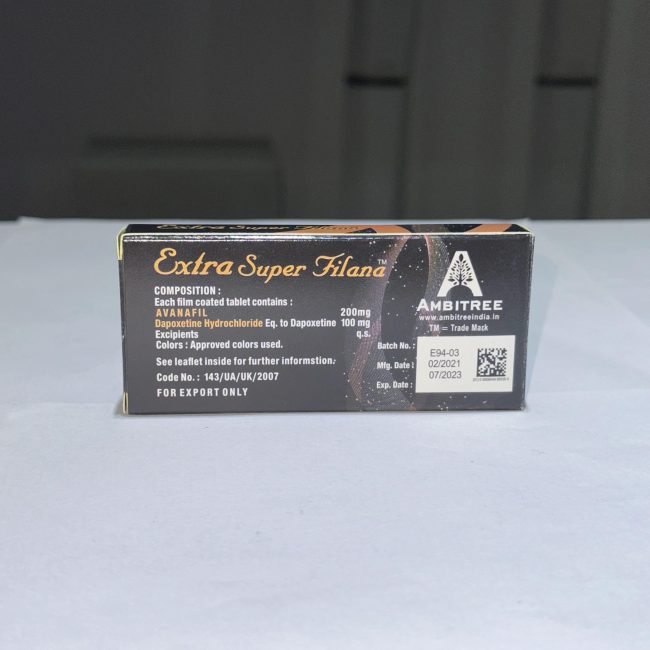 Extra Super Filana
Extra Super Filana™
COMPOSITION :
Each film coated tablet contains :
AVANAFIL 200mg
Dapoxetine Hydrochloride Eq. to Dapoxetine 100 mg
Excipients q.s.
Colors : Approved colors used.
See leaflet inside for further informstion.
Code No.: 143/UA/UK/2007
FOR EXPORT ONLY
AMBITREE
www.ambitreeindia.in
TM = Trade Mack
Batch No. : E94-03
Mfg. Date : 02/2021
Exp. Date : 07/2023